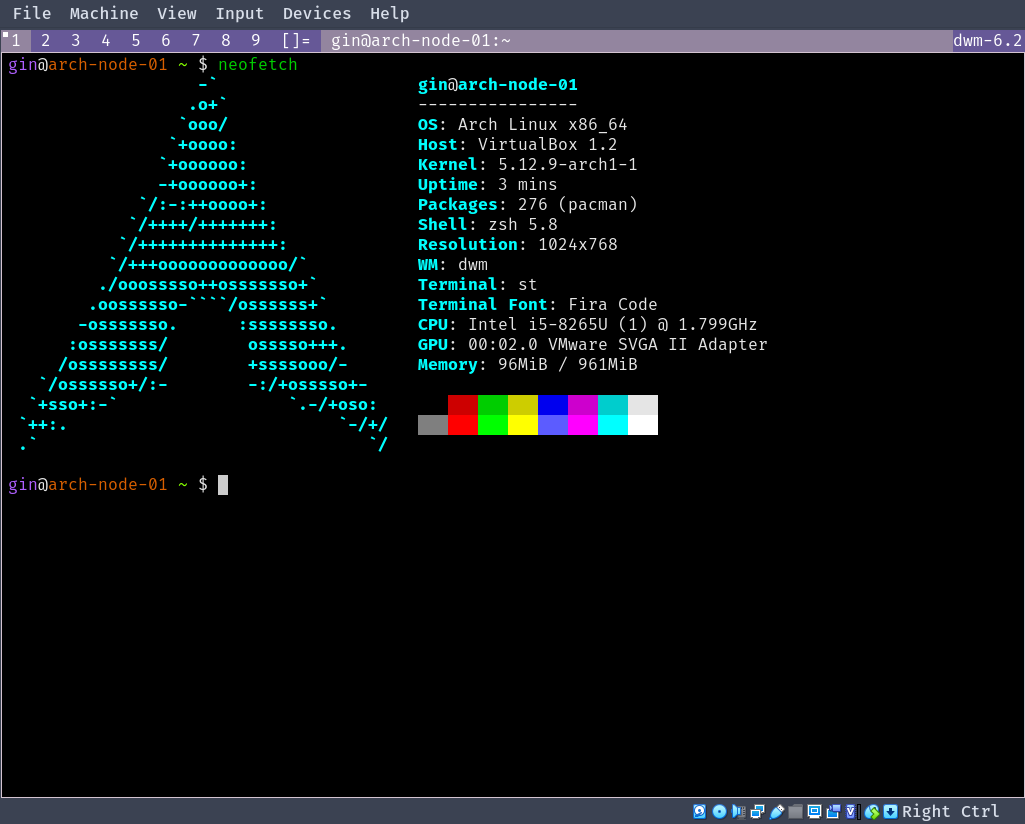 File Machine View Input Devices Help
1 2 3 4 5 6 7 8 9 []= gin@arch-node-01:~ dwm-6.2
gin@arch-node-01 ~ $ neofetch
-`
.o+`
`ooo/
`+oooo:
`+oooooo:
-+oooooo+:
`/:-:++oooo+:
`/++++/+++++++:
`/++++++++++++++:
`/+++ooooooooooooo/`
./ooosssso++osssssso+`
.oossssso-````/ossssss+`
-osssssso. :ssssssso.
:osssssss/ osssso+++.
/ossssssss/ +ssssooo/-
`/ossssso+/:- -:/+osssso+-
`+sso+:-` `.-/+oso:
`++:. `-/+/
.` `/
gin@arch-node-01
----------------
OS: Arch Linux x86_64
Host: VirtualBox 1.2
Kernel: 5.12.9-arch1-1
Uptime: 3 mins
Packages: 276 (pacman)
Shell: zsh 5.8
Resolution: 1024x768
WM: dwm
Terminal: st
Terminal Font: Fira Code
CPU: Intel i5-8265U (1) @ 1.799GHz
GPU: 00:02.0 VMware SVGA II Adapter
Memory: 96MiB / 961MiB
gin@arch-node-01 ~ $
Right Ctrl